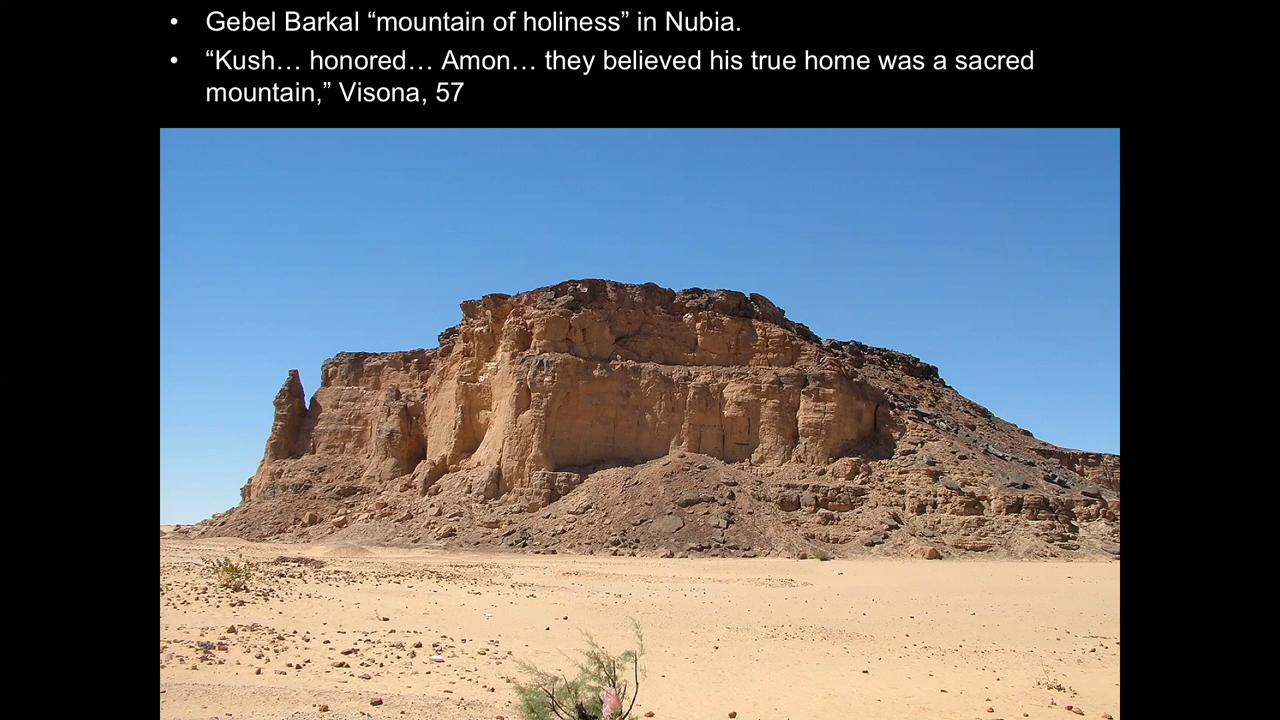 • Gebel Barkal “mountain of holiness” in Nubia.
• “Kush… honored… Amon… they believed his true home was a sacred
mountain,” Visona, 57